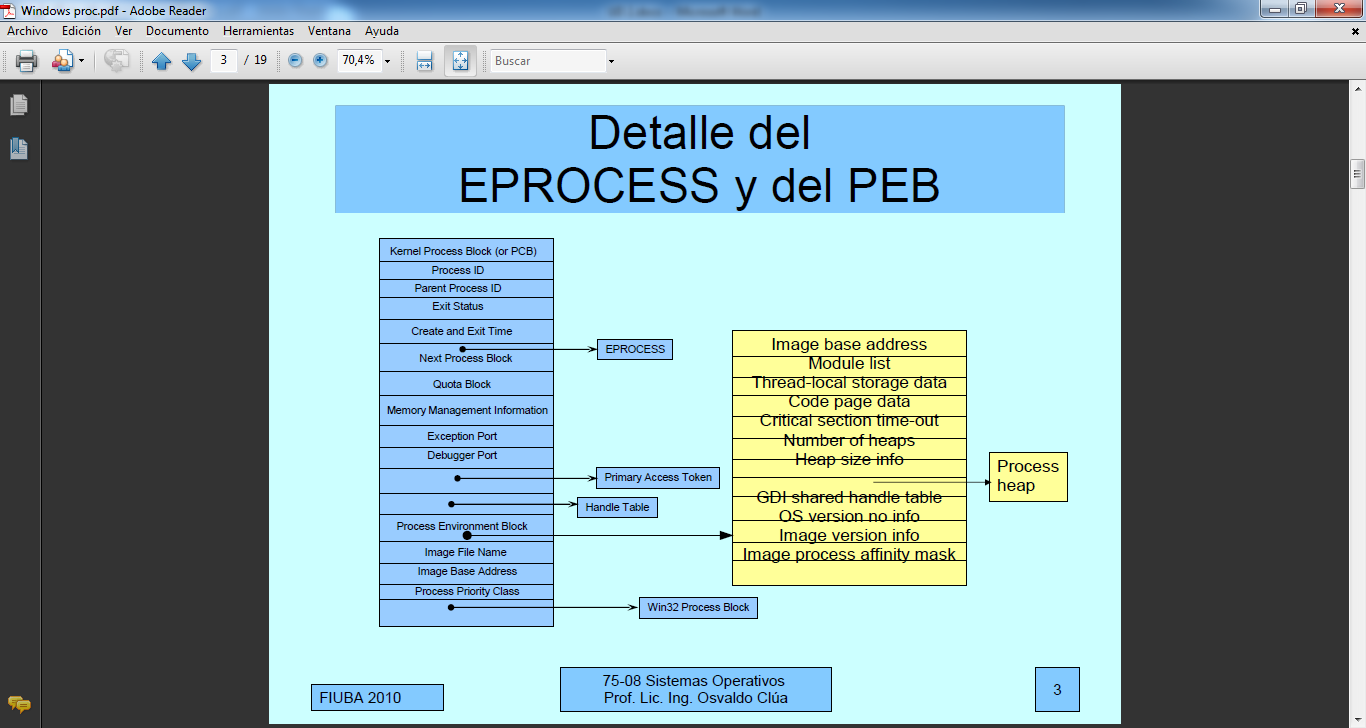 Windows proc.pdf - Adobe Reader
Archivo Edición Ver Documento Herramientas Ventana Ayuda
3 / 19 70,4% Buscar
Detalle del
EPROCESS y del PEB
Kernel Process Block (or PCB)
Process ID
Parent Process ID
Exit Status
Create and Exit Time
Next Process Block
EPROCESS
Quota Block
Memory Management Information
Exception Port
Debugger Port
Primary Access Token
Handle Table
Process Environment Block
Image File Name
Image Base Address
Process Priority Class
Win32 Process Block
Image base address
Module list
Thread-local storage data
Code page data
Critical section time-out
Number of heaps
Heap size info
Process
heap
GDI shared handle table
OS version no info
Image version info
Image process affinity mask
FIUBA 2010
75-08 Sistemas Operativos
Prof. Lic. Ing. Osvaldo Clúa
3